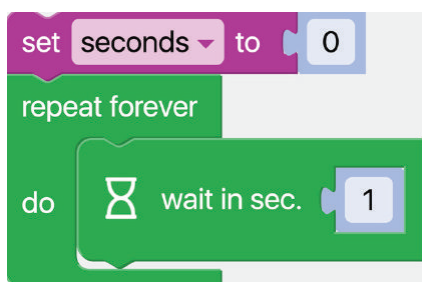 set seconds to 0
repeat forever
do wait in sec. 1